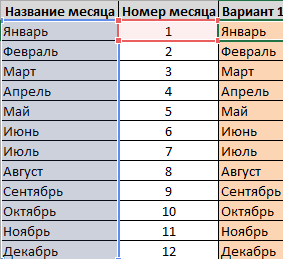 Название месяца Номер месяца Вариант 1
Январь 1 Январь
Февраль 2 Февраль
Март 3 Март
Апрель 4 Апрель
Май 5 Май
Июнь 6 Июнь
Июль 7 Июль
Август 8 Август
Сентябрь 9 Сентябрь
Октябрь 10 Октябрь
Ноябрь 11 Ноябрь
Декабрь 12 Декабрь